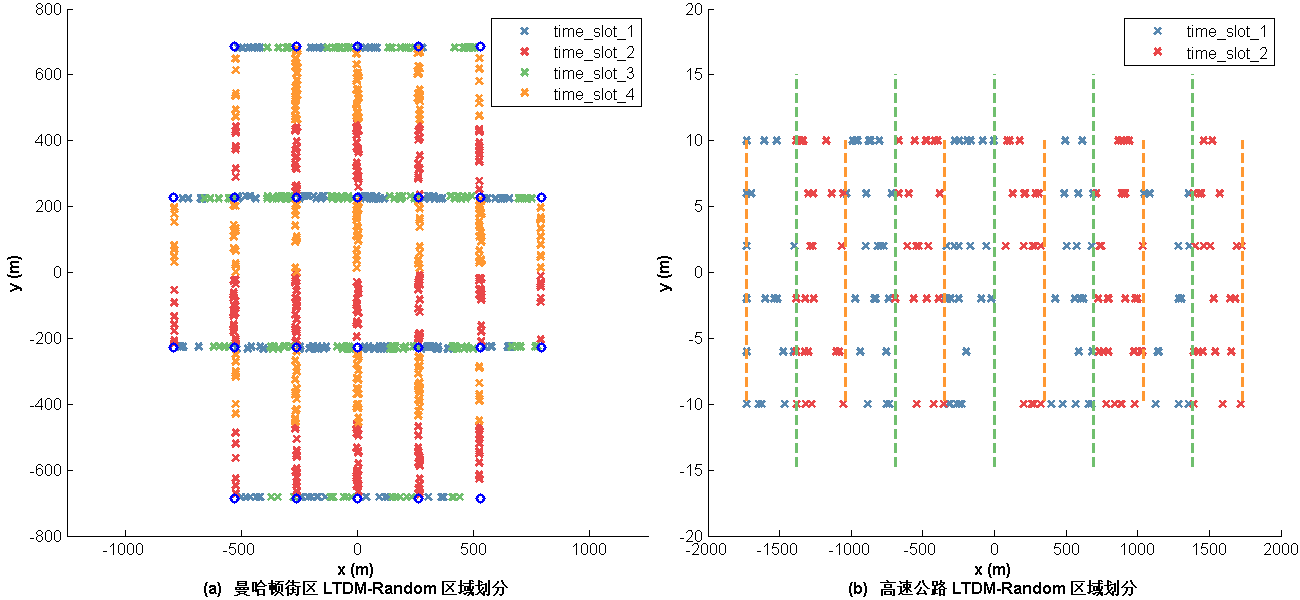 800
600
400
200
0
-200
-400
-600
-800
y (m)
-1000
-500
0
500
1000
x (m)
time_slot_1
time_slot_2
time_slot_3
time_slot_4
(a) 曼哈顿街区 LTDM-Random 区域划分
20
15
10
5
0
-5
-10
-15
-20
y (m)
-2000
-1500
-1000
-500
0
500
1000
1500
2000
x (m)
time_slot_1
time_slot_2
(b) 高速公路 LTDM-Random 区域划分